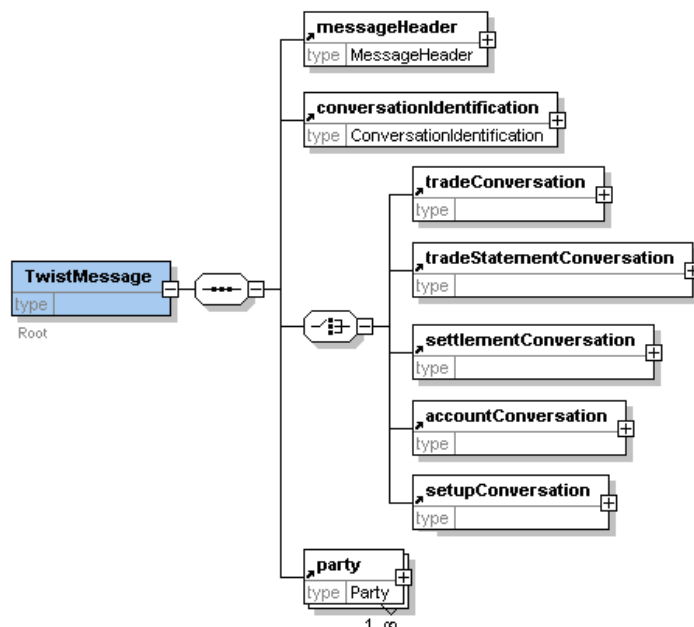 messageHeader
type MessageHeader
conversationIdentification
type ConversationIdentification
tradeConversation
type
tradeStatementConversation
type
TwistMessage
type
Root
settlementConversation
type
accountConversation
type
setupConversation
type
party
type Party
1..∞